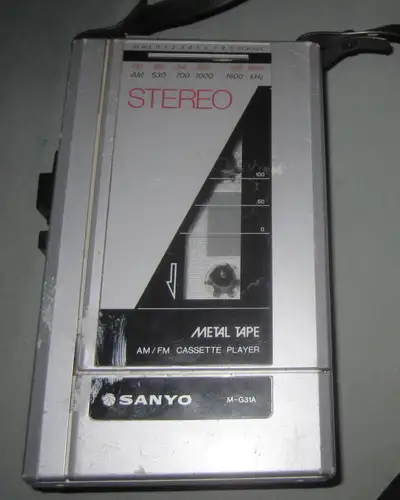 AM 530 700 1000 1600 kHz
STEREO
100
50
0
METAL TAPE
AM/FM CASSETTE PLAYER
SANYO M-G31A